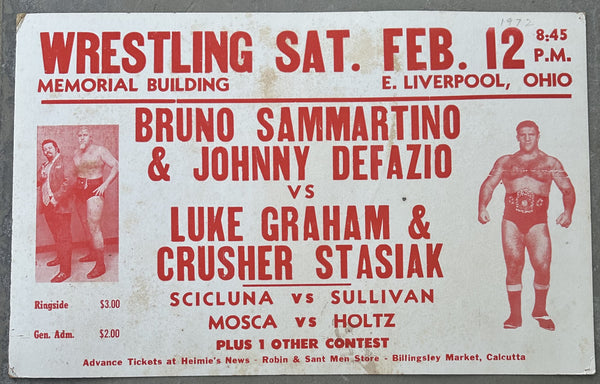 1972
WRESTLING SAT. FEB. 12 8:45 P.M.
MEMORIAL BUILDING E. LIVERPOOL, OHIO
BRUNO SAMMARTINO
& JOHNNY DEFAZIO
VS
LUKE GRAHAM &
CRUSHER STASIAK
SCICLUNA VS SULLIVAN
MOSCA VS HOLTZ
PLUS 1 OTHER CONTEST
Ringside $3.00
Gen. Adm. $2.00
Advance Tickets at Heimie's News - Robin & Sant Men Store - Billingsley Market, Calcutta